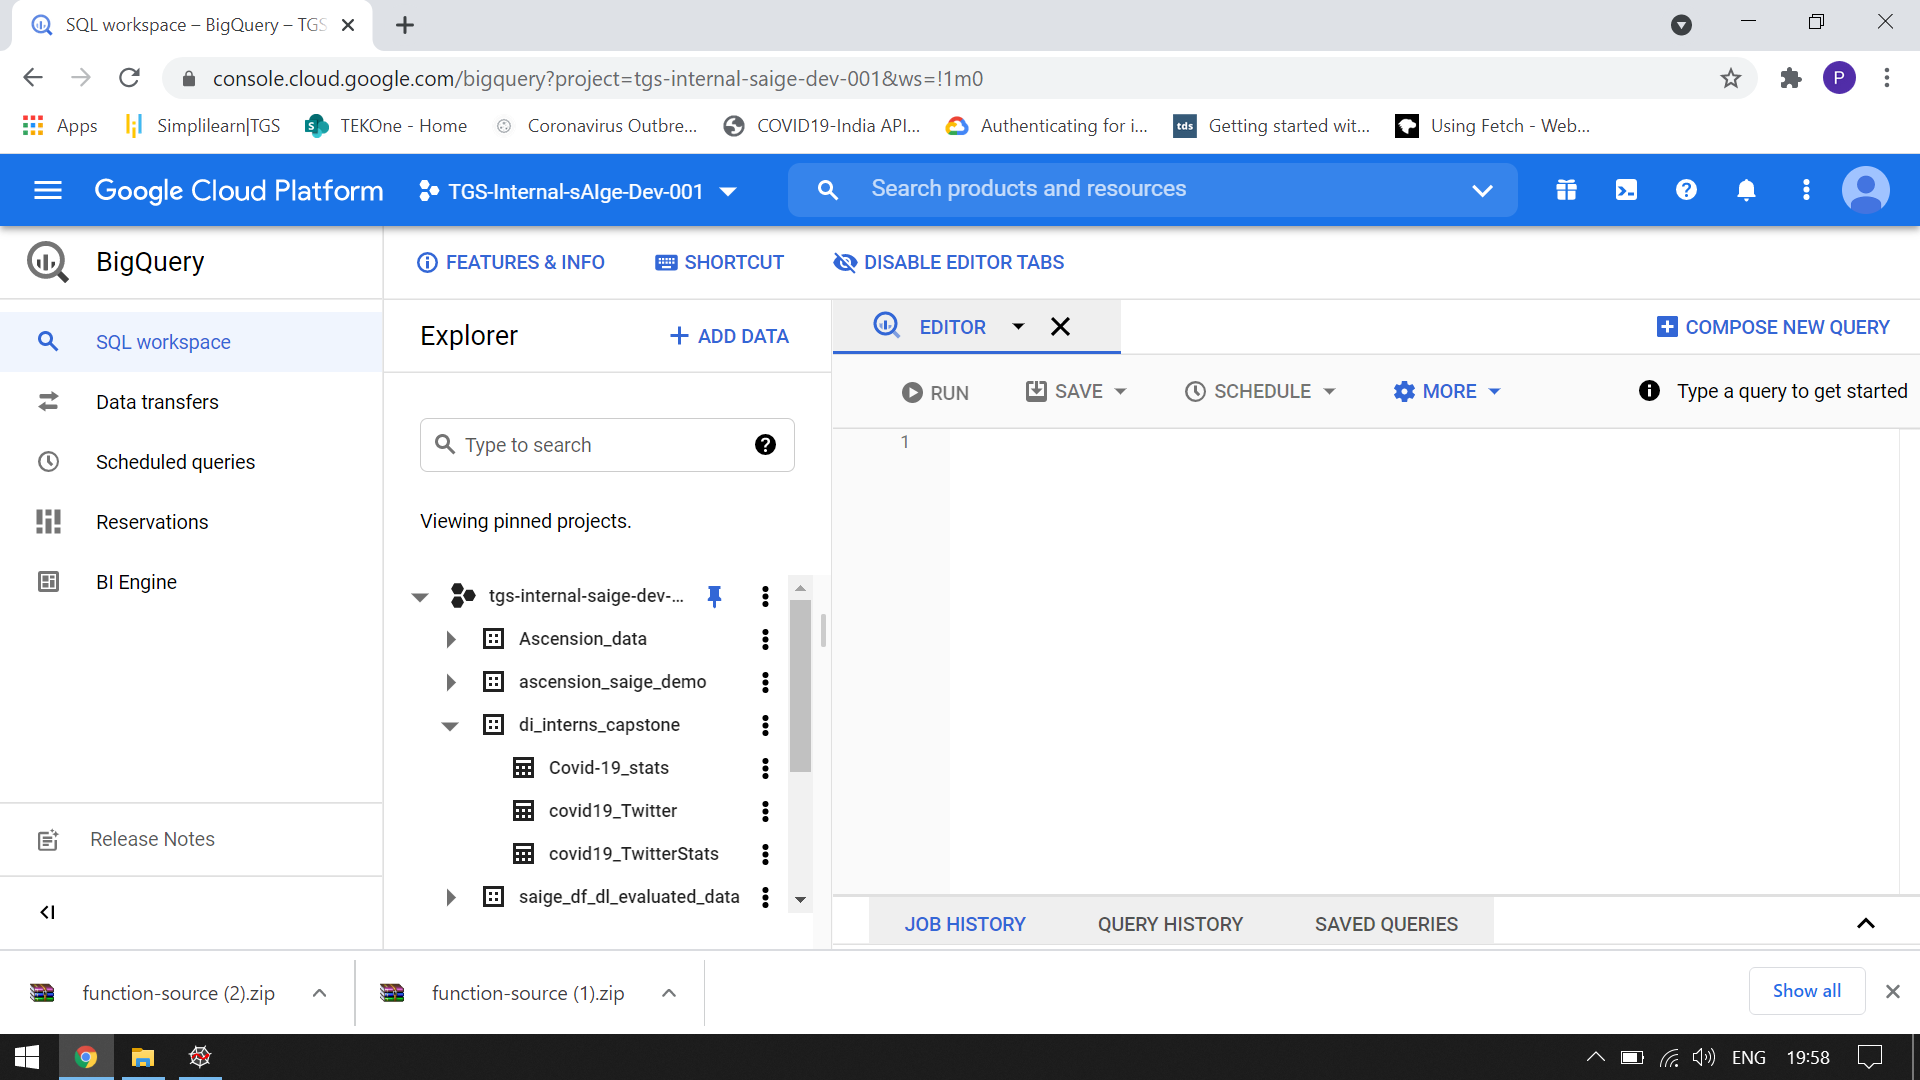 SQL workspace – BigQuery – TGS
console.cloud.google.com/bigquery?project=tgs-internal-saige-dev-001&ws=!1m0
P
Apps
Simplilearn|TGS
TEKOne - Home
Coronavirus Outbre...
COVID19-India API...
Authenticating for i...
tds
Getting started wit...
Using Fetch - Web...
Google Cloud Platform
TGS-Internal-sAIge-Dev-001
Search products and resources
BigQuery
FEATURES & INFO
SHORTCUT
DISABLE EDITOR TABS
SQL workspace
Data transfers
Scheduled queries
Reservations
BI Engine
Release Notes
Explorer
ADD DATA
Type to search
Viewing pinned projects.
tgs-internal-saige-dev-...
Ascension_data
ascension_saige_demo
di_interns_capstone
Covid-19_stats
covid19_Twitter
covid19_TwitterStats
saige_df_dl_evaluated_data
EDITOR
COMPOSE NEW QUERY
RUN
SAVE
SCHEDULE
MORE
Type a query to get started
1
JOB HISTORY
QUERY HISTORY
SAVED QUERIES
function-source (2).zip
function-source (1).zip
Show all
ENG
19:58